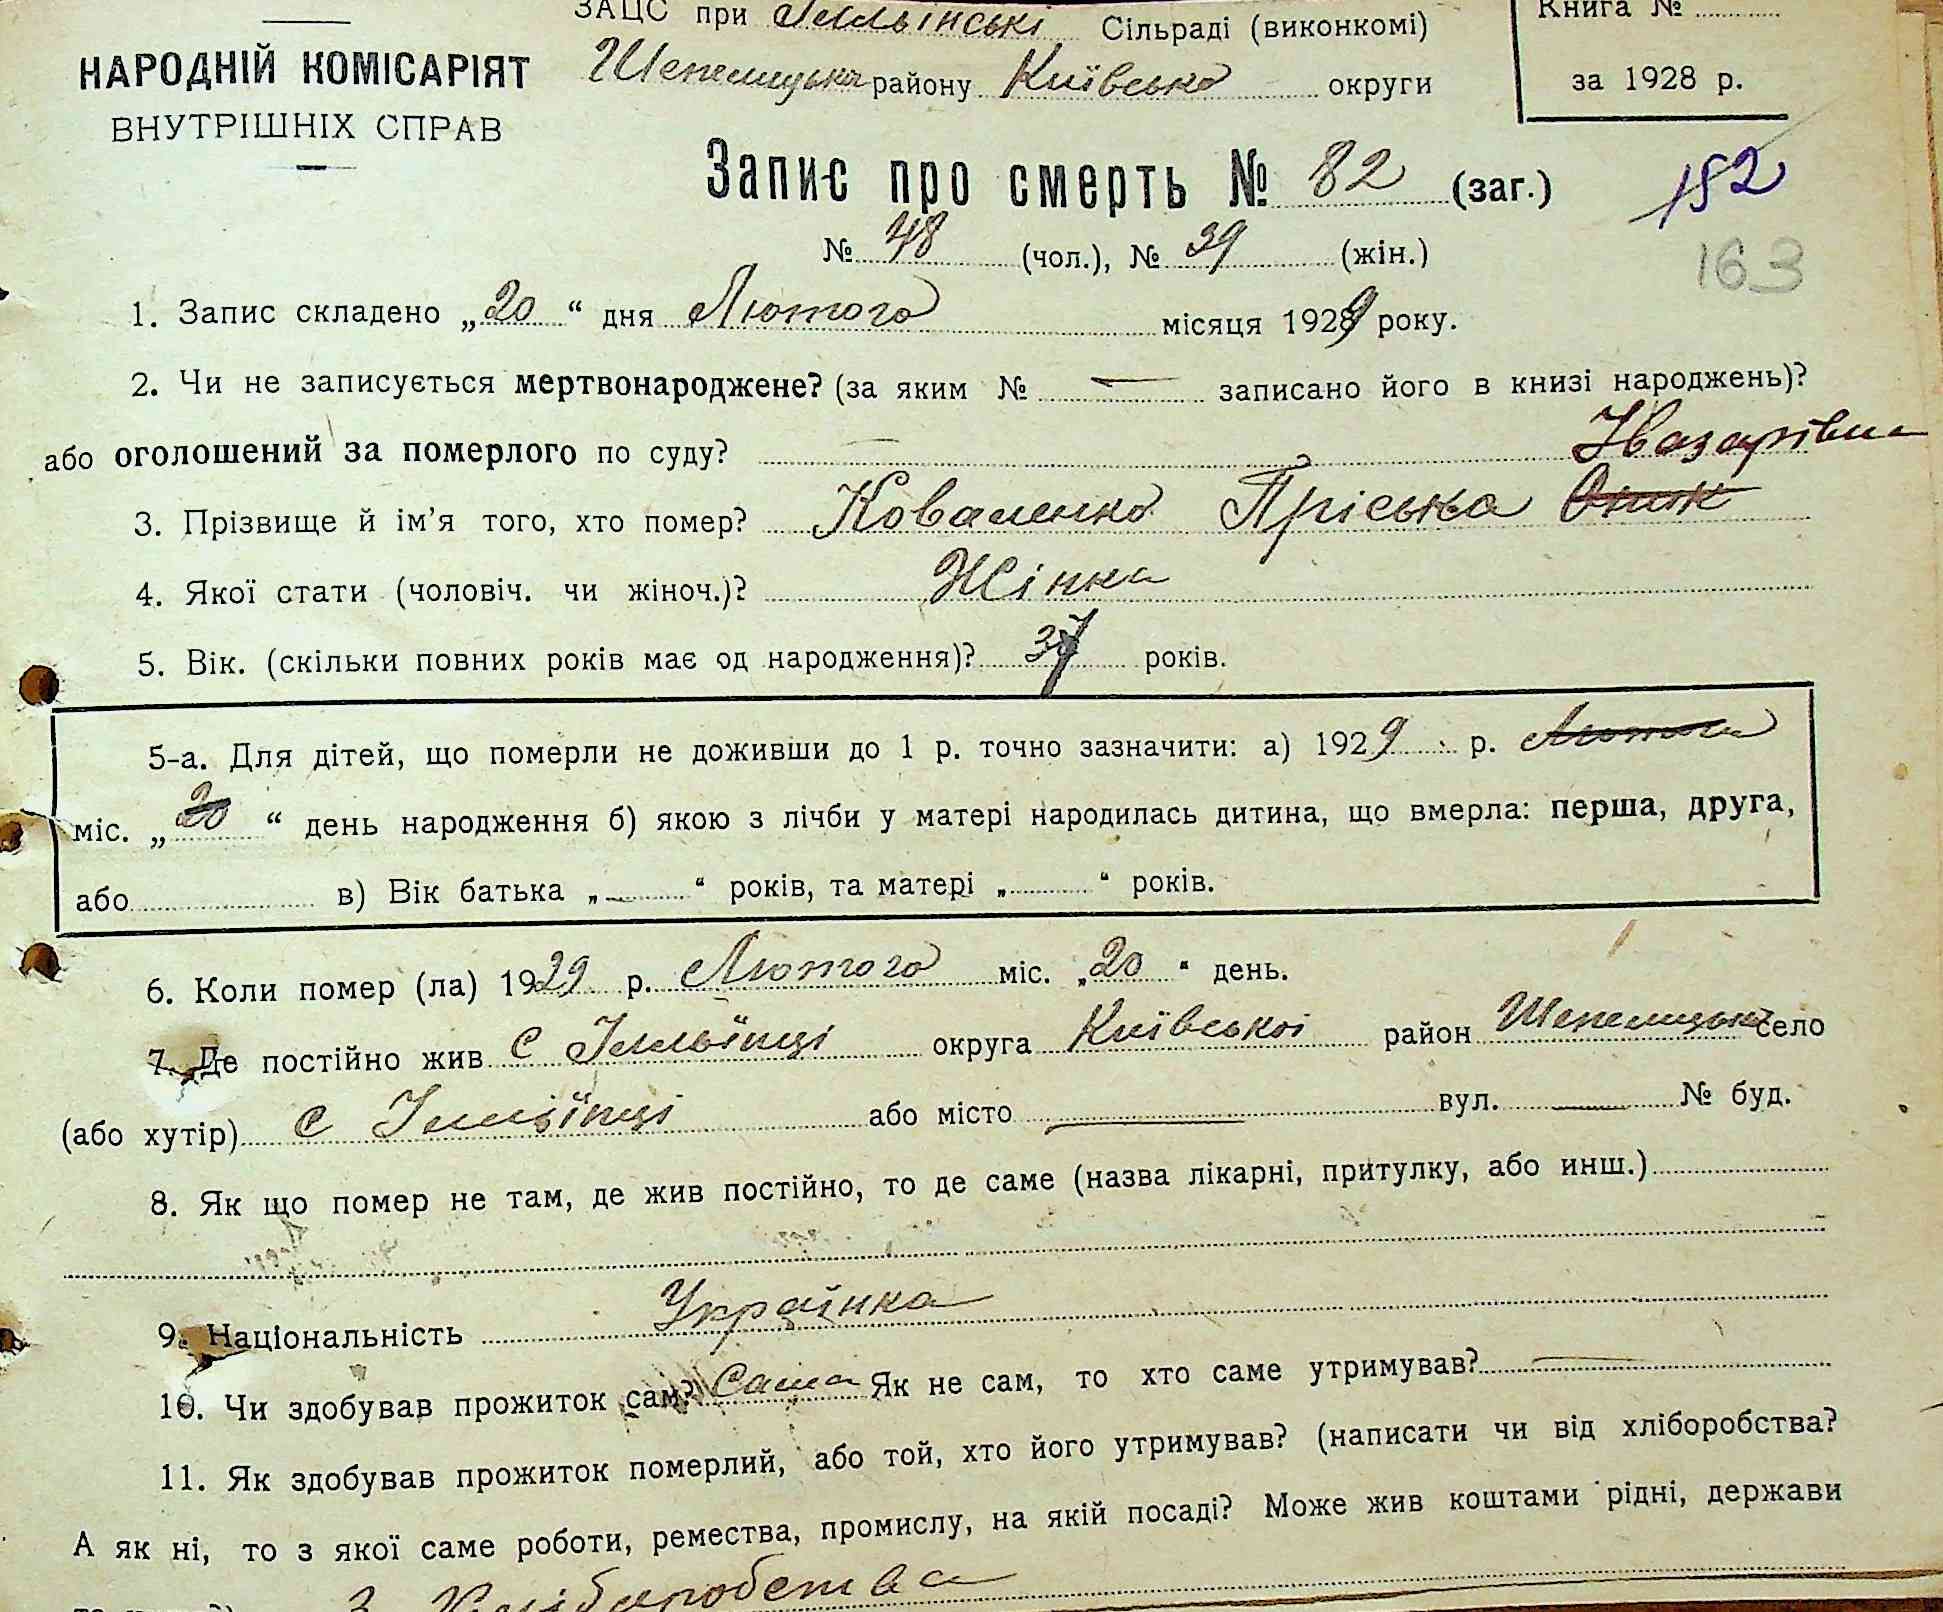 ЗАЦС при Ілльінські Сільраді (виконкомі)
Книга №
НАРОДНІЙ КОМІСАРІЯТ
Шепелицька району Київсько округи
за 1928 р.
ВНУТРІШНІХ СПРАВ
Запис про смерть № 82 (заг.)
152
№ 48 (чол.), № 39 (жін.)
163
1. Запис складено „20“ дня Лютого місяця 1929 року.
2. Чи не записується мертвонароджене? (за яким № — записано його в книзі народжень)?
або оголошений за померлого по суду? —
Назарівна
3. Прізвище й ім’я того, хто помер? Коваленко Пріська
4. Якої стати (чоловіч. чи жіноч.)? Жінка
5. Вік. (скільки повних років має од народження)? 37 років.
5-а. Для дітей, що померли не доживши до 1 р. точно зазначити: а) 1929 р. Лютого
міс. „20“ день народження б) якою з лічби у матері народилась дитина, що вмерла: перша, друга,
або в) Вік батька „—“ років, та матері „ “ років.
6. Коли помер (ла) 1929 р. Лютого міс. „20“ день.
7. Де постійно жив с Ілльїнці округа Київської район Шепелицько село
(або хутір) с Іллїнці або місто — вул. — № буд.
8. Як що помер не там, де жив постійно, то де саме (назва лікарні, притулку, або инш.)
9. Національність Українка
10. Чи здобував прожиток сам? Сама Як не сам, то хто саме утримував? —
11. Як здобував прожиток померлий, або той, хто його утримував? (написати чи від хліборобства?
А як ні, то з якої саме роботи, ремества, промислу, на якій посаді? Може жив коштами рідні, держави
З Хліборобства